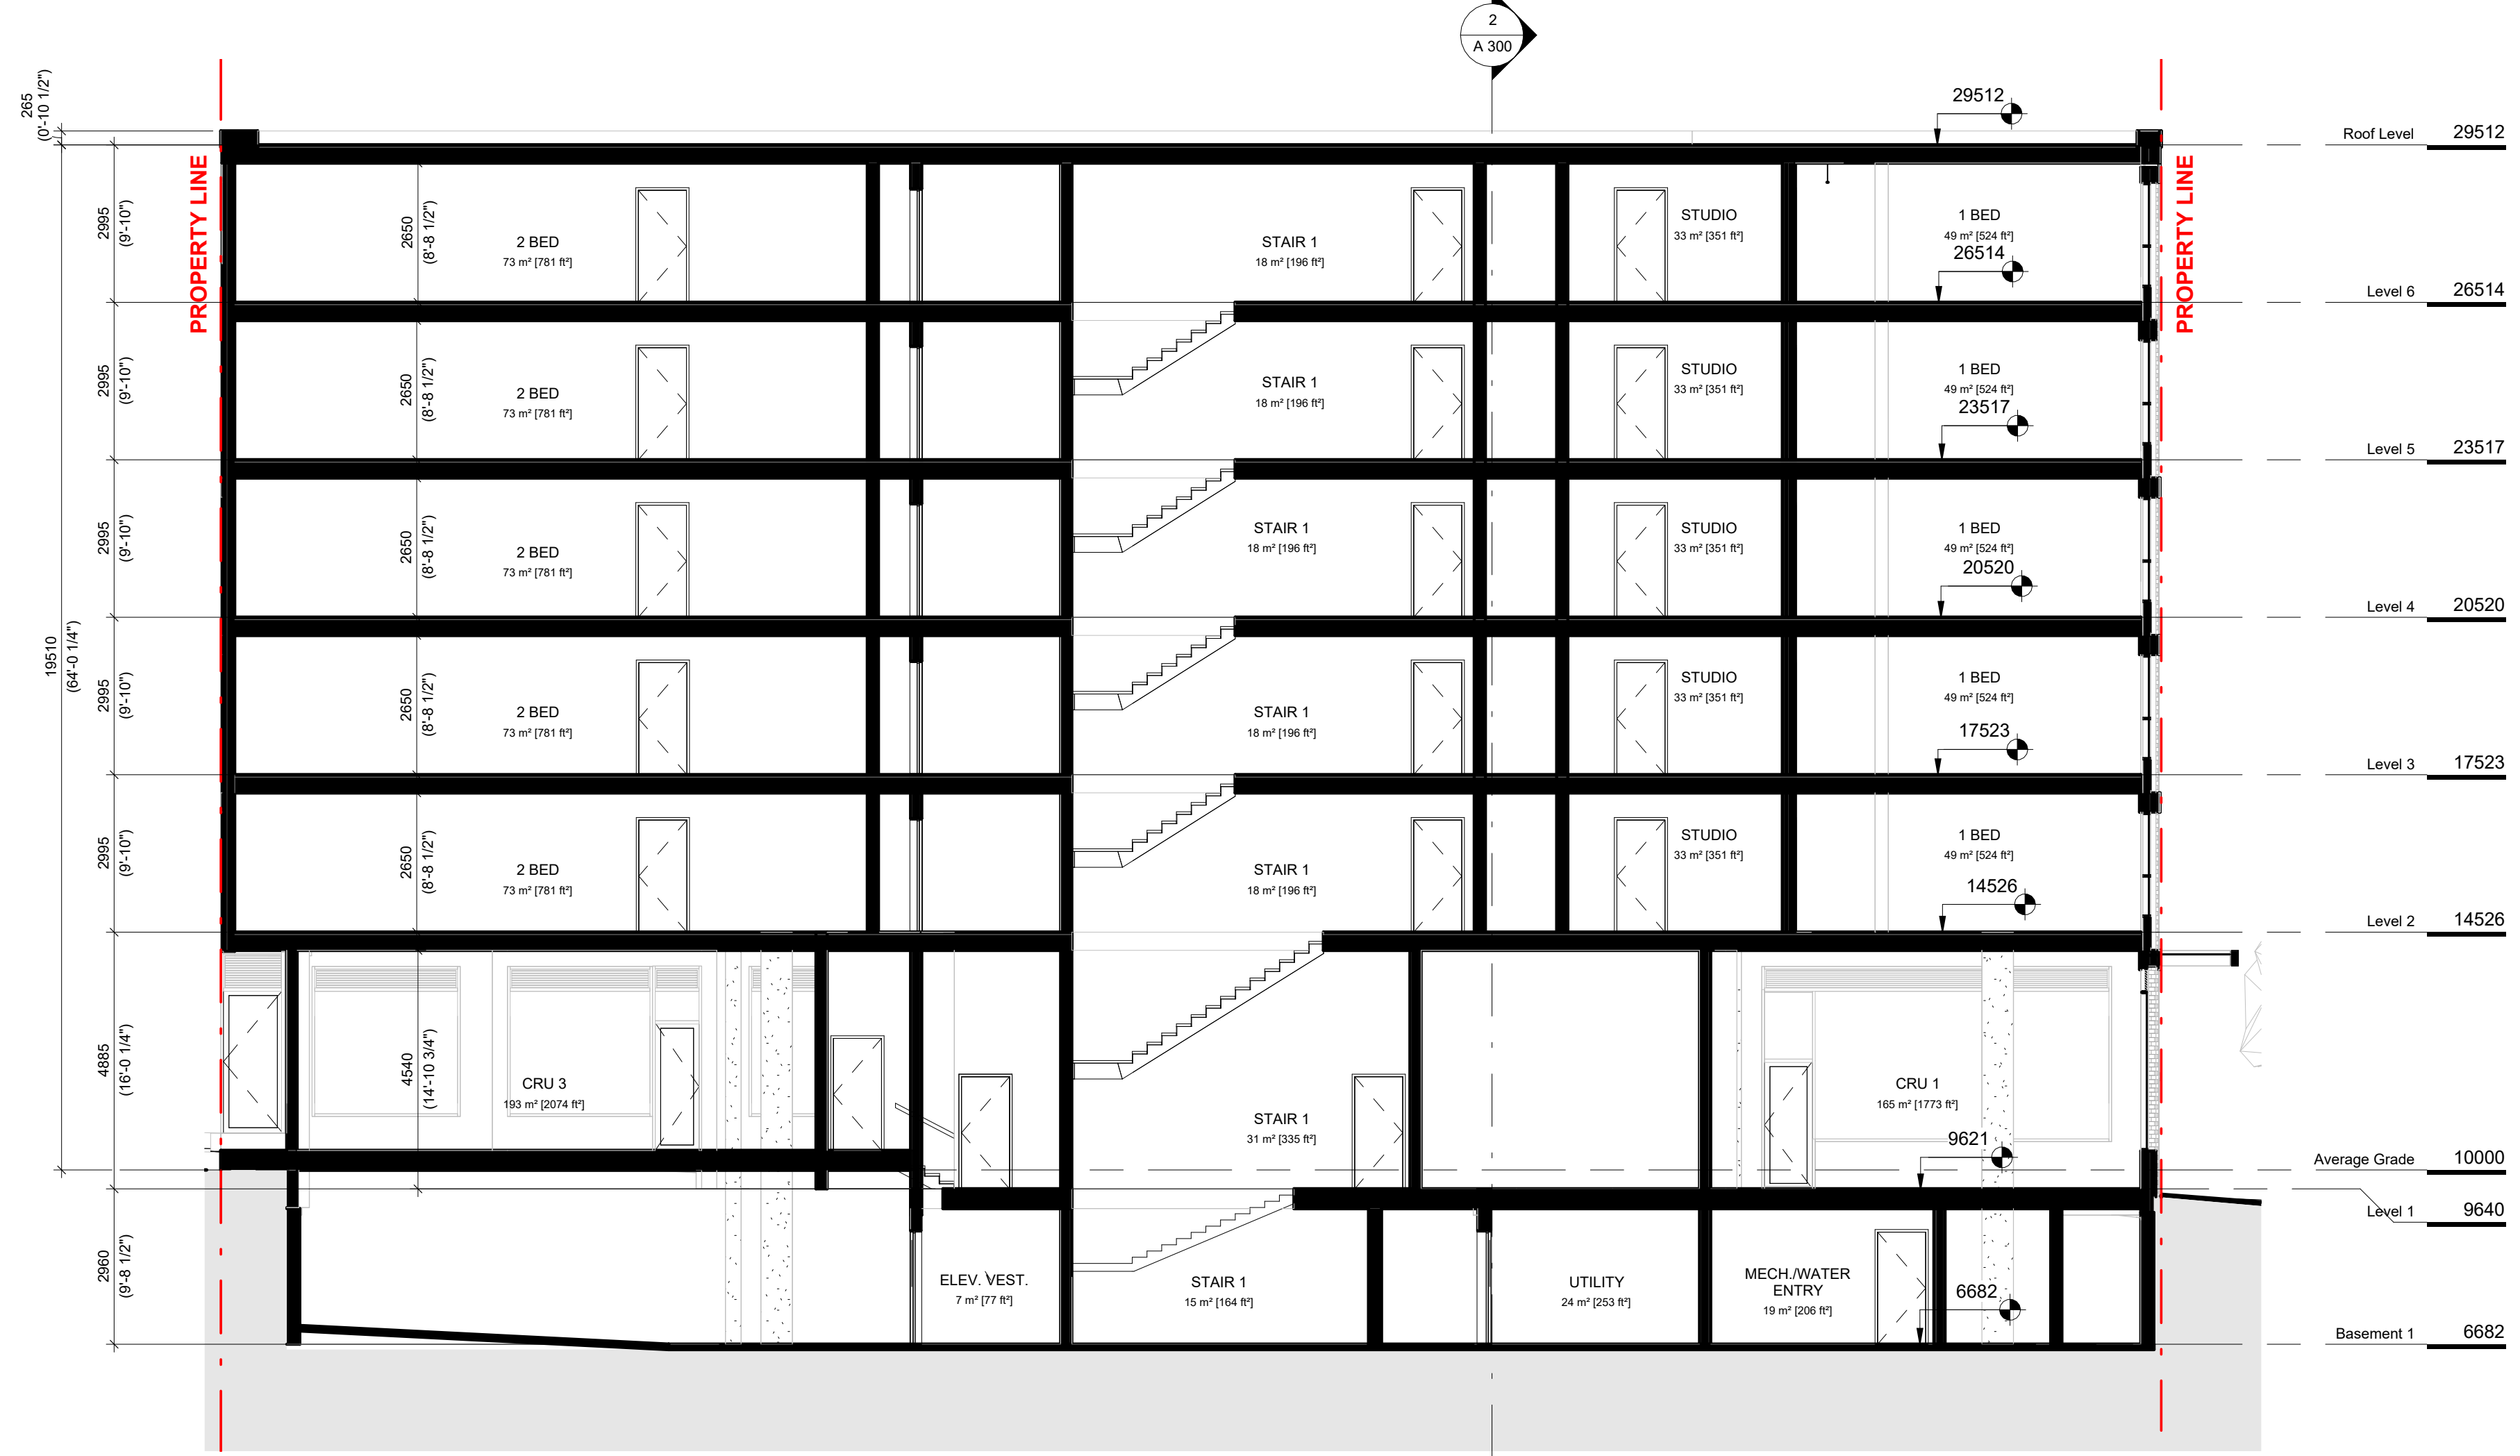 2
A 300
265
(0'-10 1/2")
29512
Roof Level 29512
PROPERTY LINE
PROPERTY LINE
2995
(9'-10")
2650
(8'-8 1/2")
2 BED
73 m² [781 ft²]
STAIR 1
18 m² [196 ft²]
STUDIO
33 m² [351 ft²]
1 BED
49 m² [524 ft²]
26514
Level 6 26514
2995
(9'-10")
2650
(8'-8 1/2")
2 BED
73 m² [781 ft²]
STAIR 1
18 m² [196 ft²]
STUDIO
33 m² [351 ft²]
1 BED
49 m² [524 ft²]
23517
Level 5 23517
2995
(9'-10")
2650
(8'-8 1/2")
2 BED
73 m² [781 ft²]
STAIR 1
18 m² [196 ft²]
STUDIO
33 m² [351 ft²]
1 BED
49 m² [524 ft²]
20520
Level 4 20520
19510
(64'-0 1/4")
2995
(9'-10")
2650
(8'-8 1/2")
2 BED
73 m² [781 ft²]
STAIR 1
18 m² [196 ft²]
STUDIO
33 m² [351 ft²]
1 BED
49 m² [524 ft²]
17523
Level 3 17523
2995
(9'-10")
2650
(8'-8 1/2")
2 BED
73 m² [781 ft²]
STAIR 1
18 m² [196 ft²]
STUDIO
33 m² [351 ft²]
1 BED
49 m² [524 ft²]
14526
Level 2 14526
4885
(16'-0 1/4")
4540
(14'-10 3/4")
CRU 3
193 m² [2074 ft²]
STAIR 1
31 m² [335 ft²]
CRU 1
165 m² [1773 ft²]
9621
Average Grade 10000
Level 1 9640
2960
(9'-8 1/2")
ELEV. VEST.
7 m² [77 ft²]
STAIR 1
15 m² [164 ft²]
UTILITY
24 m² [253 ft²]
MECH./WATER
ENTRY
19 m² [206 ft²]
6682
Basement 1 6682